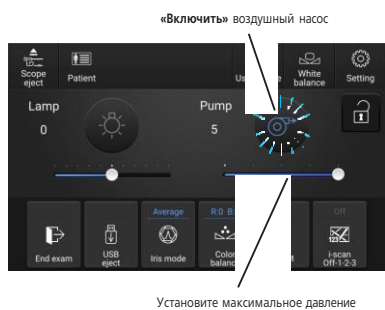 «Включить» воздушный насос
Scope eject
Patient
White balance
Setting
Lamp
0
Pump
5
Average
R:0 B:
Off
End exam
USB eject
Iris mode
Color balance
i-scan Off-1-2-3
Установите максимальное давление